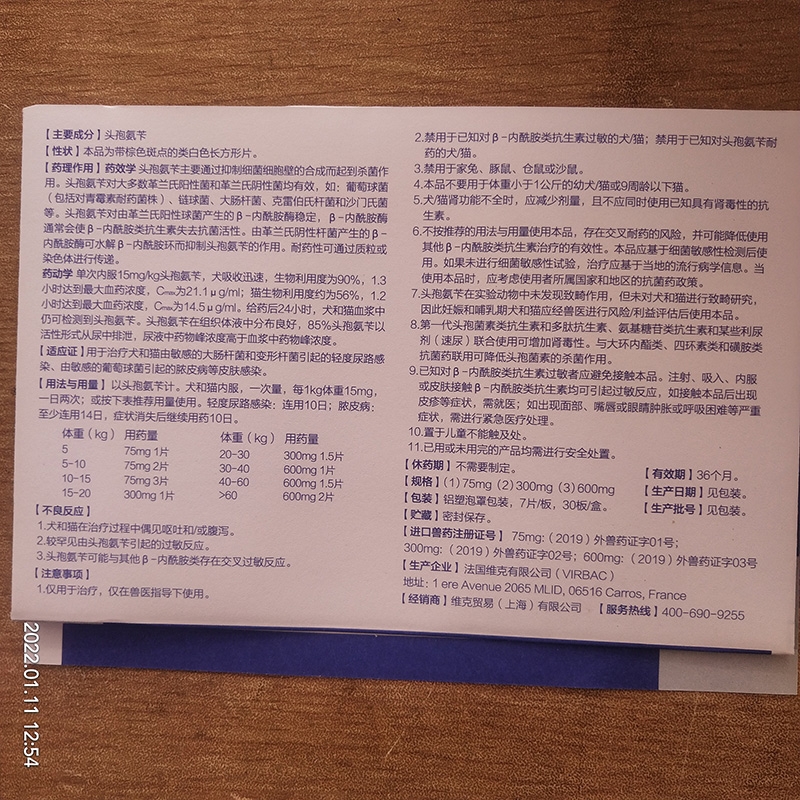 【主要成分】头孢氨苄
【性状】本品为带棕色斑点的类白色长方形片。
【药理作用】药效学 头孢氨苄主要通过抑制细菌细胞壁的合成而起到杀菌作
用。头孢氨苄对大多数革兰氏阳性菌和革兰氏阴性菌均有效，如：葡萄球菌
（包括对青霉素耐药菌株）、链球菌、大肠杆菌、克雷伯氏杆菌和沙门氏菌
等。头孢氨苄对由革兰氏阳性球菌产生的β-内酰胺酶稳定，β-内酰胺酶
通常会使β-内酰胺类抗生素失去抗菌活性。由革兰氏阴性杆菌产生的β-
内酰胺酶可水解β-内酰胺环而抑制头孢氨苄的作用。耐药性可通过质粒或
染色体进行传递。
药动学 单次内服15mg/kg头孢氨苄，犬吸收迅速，生物利用度为90%，1.3
小时达到最大血药浓度，Cmax为21.1μg/ml；猫生物利用度约为56%，1.2
小时达到最大血药浓度，Cmax为14.5μg/ml。给药后24小时，犬和猫血浆中
仍可检测到头孢氨苄。头孢氨苄在组织体液中分布良好，85%头孢氨苄以
活性形式从尿中排泄，尿液中药物峰浓度高于血浆中药物峰浓度。
【适应证】用于治疗犬和猫由敏感的大肠杆菌和变形杆菌引起的轻度尿路感
染、由敏感的葡萄球菌引起的脓皮病等皮肤感染。
【用法与用量】以头孢氨苄计。犬和猫内服，一次量，每1kg体重15mg，
一日两次；或按下表推荐用量使用。轻度尿路感染：连用10日；脓皮病：
至少连用14日，症状消失后继续用药10日。
体重（kg） 用药量 体重（kg） 用药量
5 75mg 1片 20-30 300mg 1.5片
5-10 75mg 2片 30-40 600mg 1片
10-15 75mg 3片 40-60 600mg 1.5片
15-20 300mg 1片 >60 600mg 2片
【不良反应】
1.犬和猫在治疗过程中偶见呕吐和/或腹泻。
2.较罕见由头孢氨苄引起的过敏反应。
3.头孢氨苄可能与其他β-内酰胺类存在交叉过敏反应。
【注意事项】
1.仅用于治疗，仅在兽医指导下使用。
2.禁用于已知对β-内酰胺类抗生素过敏的犬/猫；禁用于已知对头孢氨苄耐
药的犬/猫。
3.禁用于家兔、豚鼠、仓鼠或沙鼠。
4.本品不要用于体重小于1公斤的幼犬/猫或9周龄以下猫。
5.犬/猫肾功能不全时，应减少剂量，且不应同时使用已知具有肾毒性的抗
生素。
6.不按推荐的用法与用量使用本品，存在交叉耐药的风险，并可能降低使用
其他β-内酰胺类抗生素治疗的有效性。本品应基于细菌敏感性检测后使
用。如果未进行细菌敏感性试验，治疗应基于当地的流行病学信息。当
使用本品时，应考虑使用者所属国家和地区的抗菌药政策。
7.头孢氨苄在实验动物中未发现致畸作用，但未对犬和猫进行致畸研究，
因此妊娠和哺乳期犬和猫应经兽医进行风险/利益评估后使用本品。
8.第一代头孢菌素类抗生素和多肽抗生素、氨基糖苷类抗生素和某些利尿
剂（速尿）联合使用可增加肾毒性。与大环内酯类、四环素类和磺胺类
抗菌药联用可降低头孢菌素的杀菌作用。
9.已知对β-内酰胺类抗生素过敏者应避免接触本品。注射、吸入、内服
或皮肤接触β-内酰胺类抗生素均可引起过敏反应，如接触本品后出现
皮疹等症状，需就医；如出现面部、嘴唇或眼睛肿胀或呼吸困难等严重
症状，需进行紧急医疗处理。
10.置于儿童不能触及处。
11.已用或未用完的产品均需进行安全处置。
【休药期】不需要制定。 【有效期】36个月。
【规格】（1）75mg（2）300mg（3）600mg 【生产日期】见包装。
【包装】铝塑泡罩包装，7片/板，30板/盒。 【生产批号】见包装。
【贮藏】密封保存。
【进口兽药注册证号】 75mg:（2019）外兽药证字01号；
300mg:（2019）外兽药证字02号；600mg:（2019）外兽药证字03号
【生产企业】法国维克有限公司（VIRBAC）
地址: 1 ere Avenue 2065 MLID, 06516 Carros, France
【经销商】维克贸易（上海）有限公司 【服务热线】400-690-9255
2022.01.11 12:54